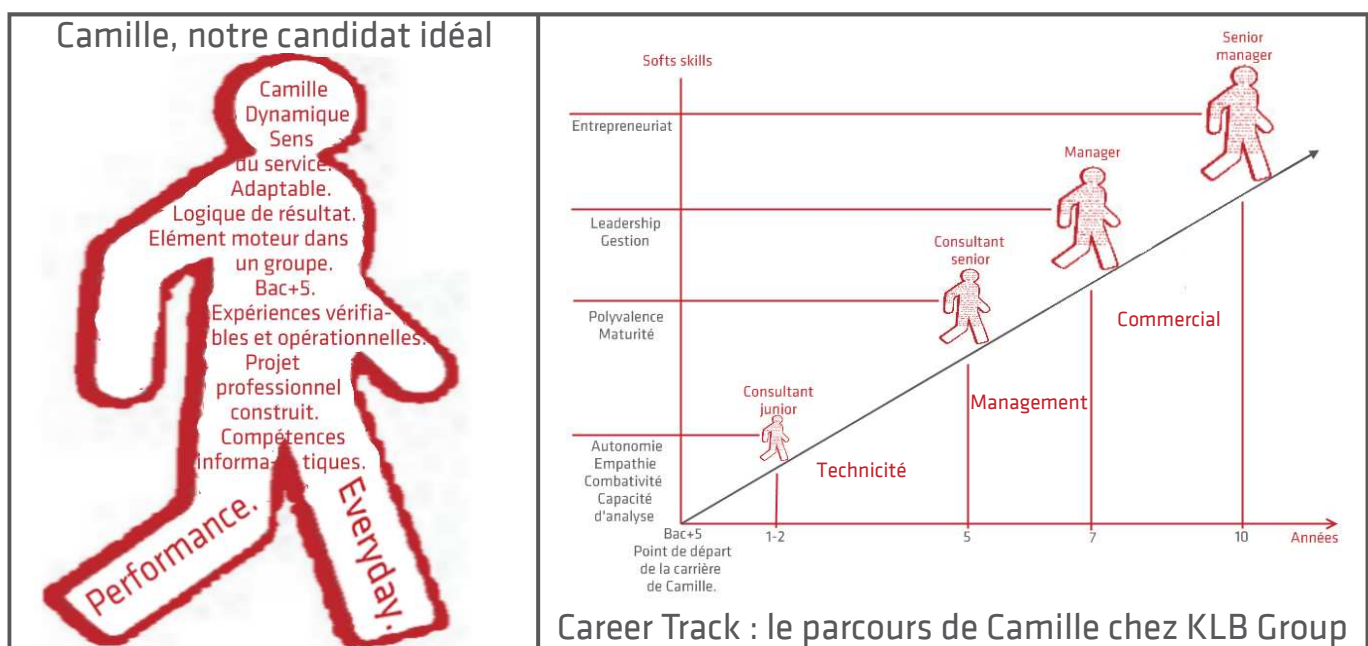 Camille, notre candidat idéal
Camille
Dynamique
Sens
du service.
Adaptable.
Logique de résultat.
Elément moteur dans
un groupe.
Bac+5.
Expériences vérifia-
bles et opérationnelles.
Projet
professionnel
construit.
Compétences
informa- tiques.
Performance.
Everyday.
Softs skills
Senior
manager
Entrepreneuriat
Manager
Leadership
Gestion
Consultant
senior
Polyvalence
Maturité
Commercial
Consultant
junior
Management
Autonomie
Empathie
Combativité
Capacité
d'analyse
Technicité
Bac+5
Point de départ
de la carrière
de Camille.
1-2
5
7
10
Années
Career Track : le parcours de Camille chez KLB Group